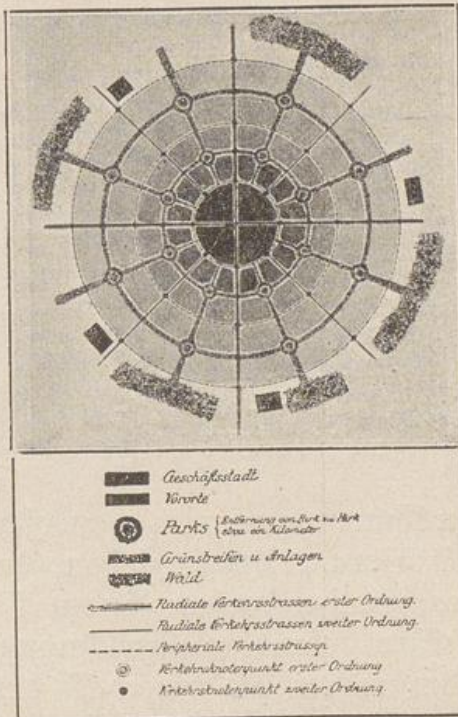 Geschäftsstadt
Vororte
Parks { Entfernung von Park zu Park
etwa ein Kilometer
Grünstreifen u Anlagen
Wald
Radiale Verkehrsstrassen erster Ordnung.
Radiale Verkehrsstrassen zweiter Ordnung.
Peripheriale Verkehrsstrassen
Verkehrsknotenpunkt erster Ordnung
Verkehrsknotenpunkt zweiter Ordnung.